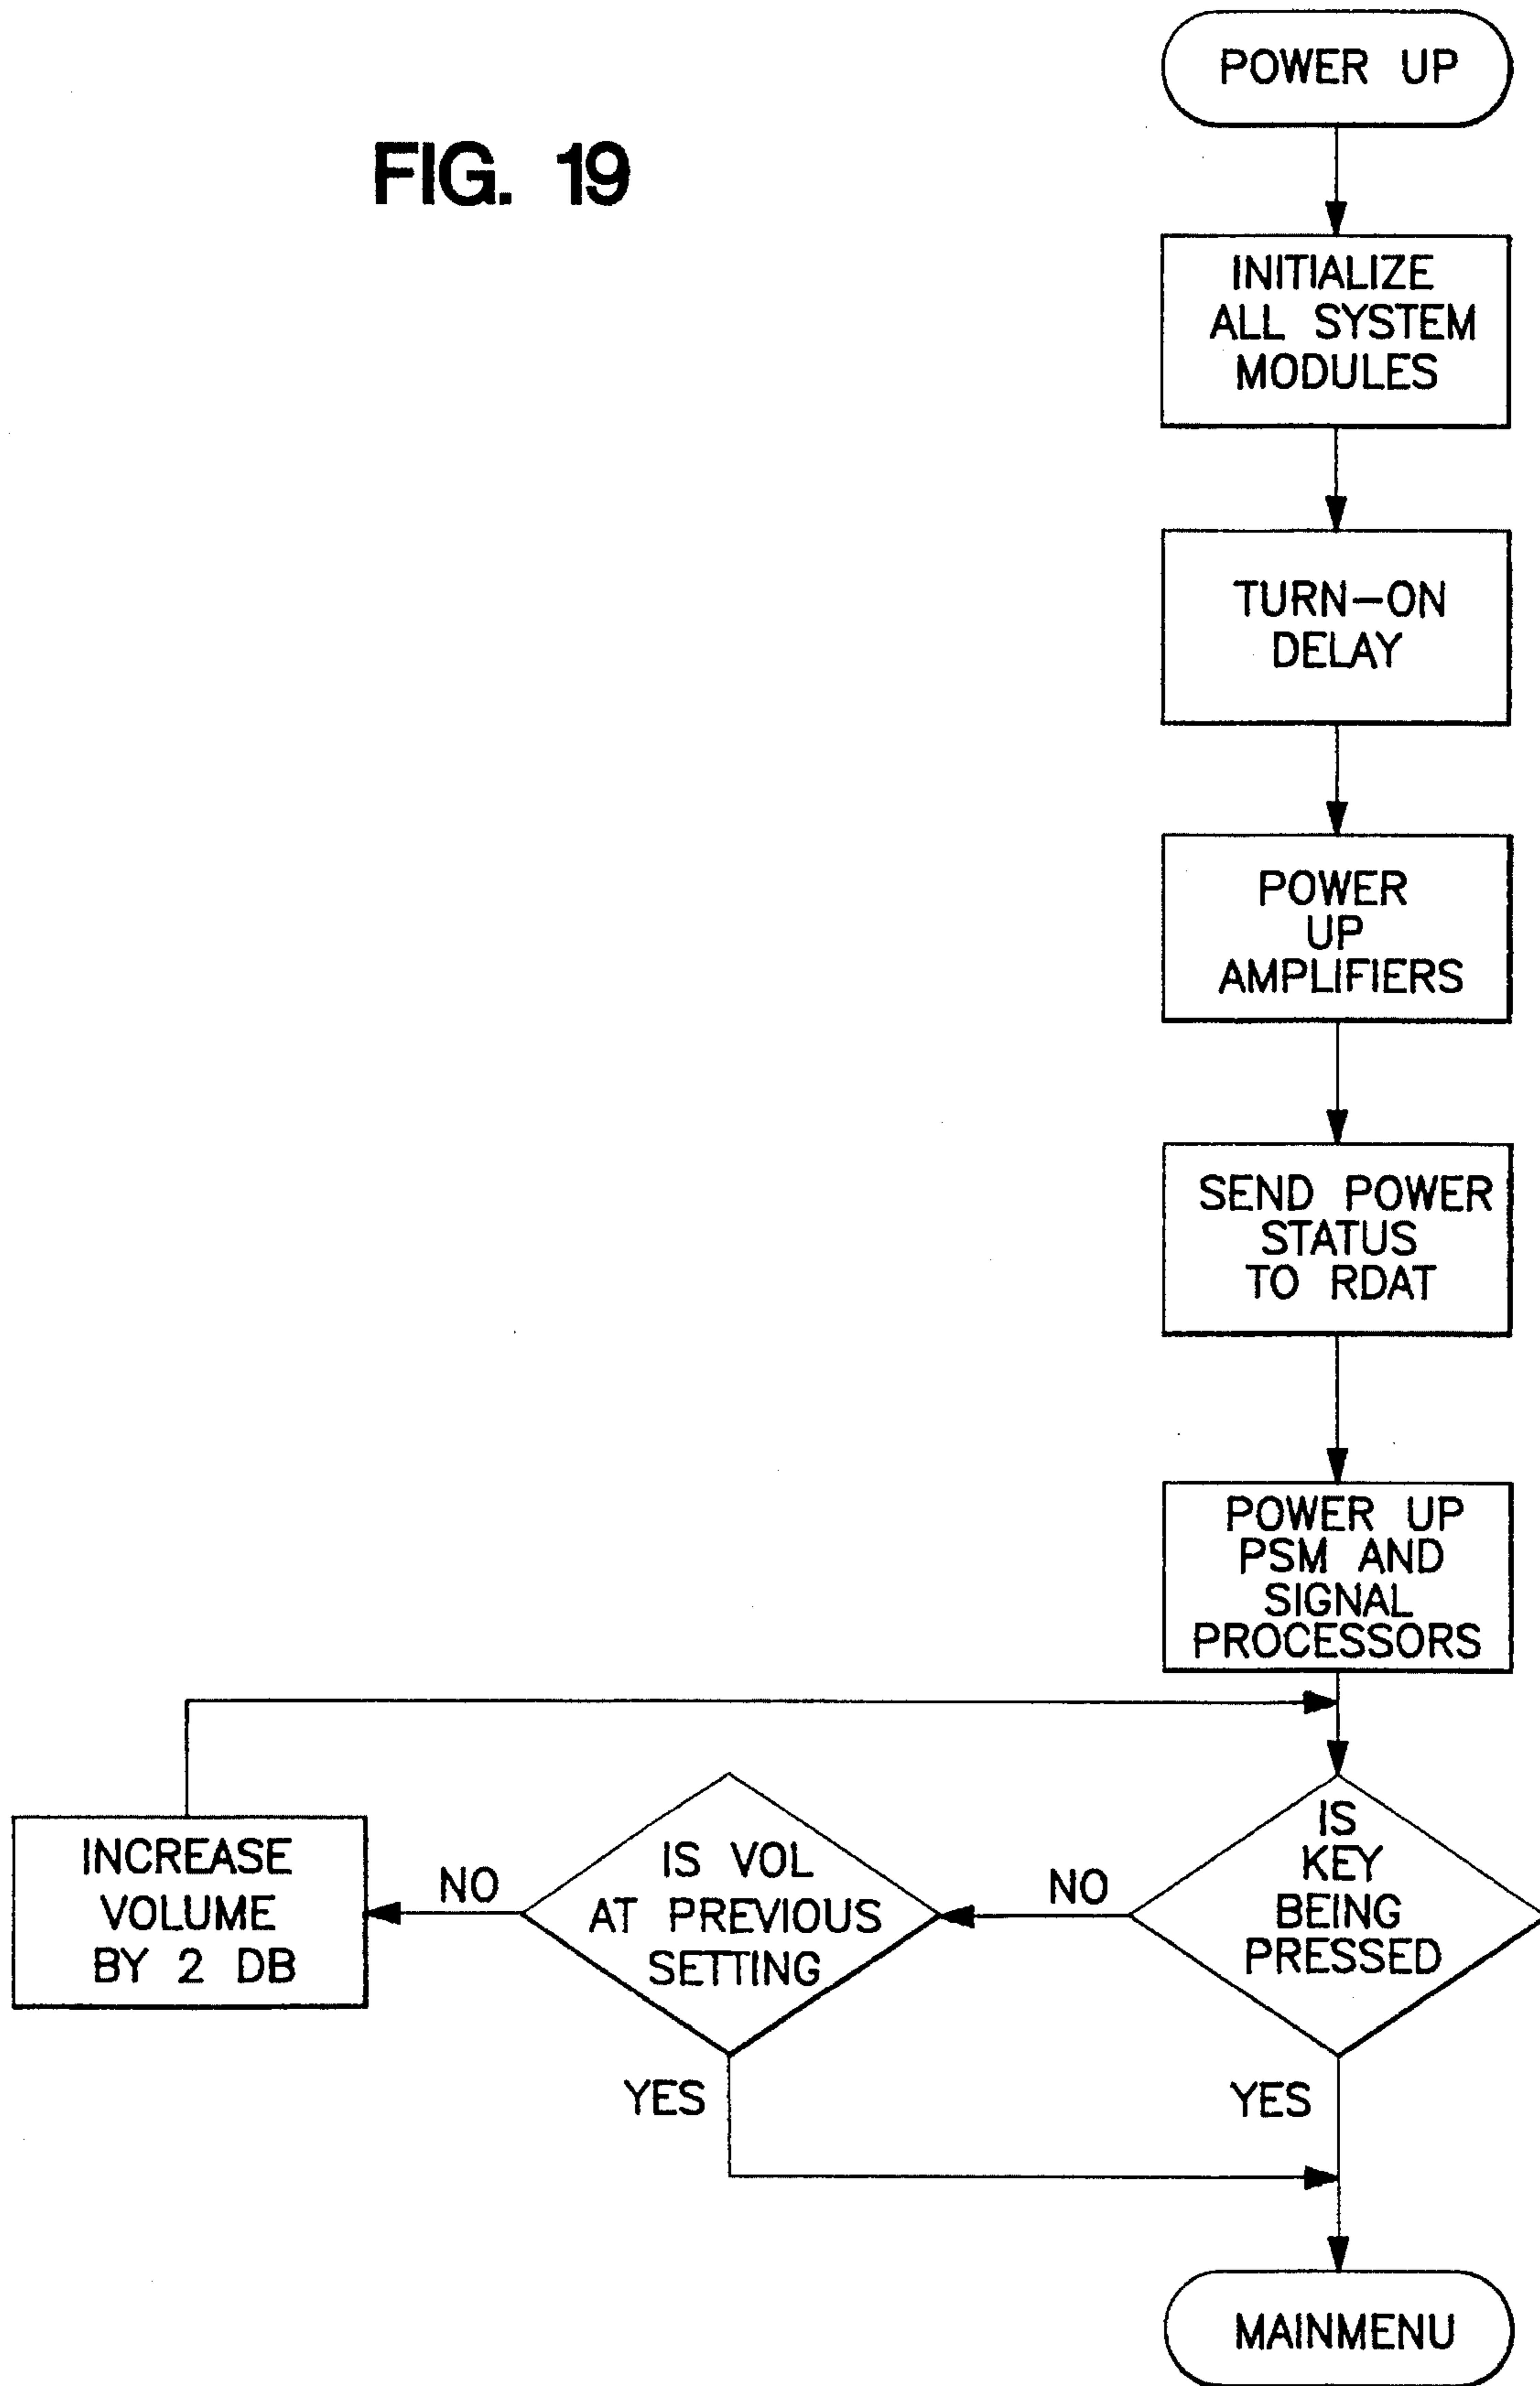 FIG. 19
POWER UP
INITIALIZE
ALL SYSTEM
MODULES
TURN-ON
DELAY
POWER
UP
AMPLIFIERS
SEND POWER
STATUS
TO RDAT
POWER UP
PSM AND
SIGNAL
PROCESSORS
IS
KEY
BEING
PRESSED
NO
IS VOL
AT PREVIOUS
SETTING
NO
INCREASE
VOLUME
BY 2 DB
YES
YES
MAINMENU